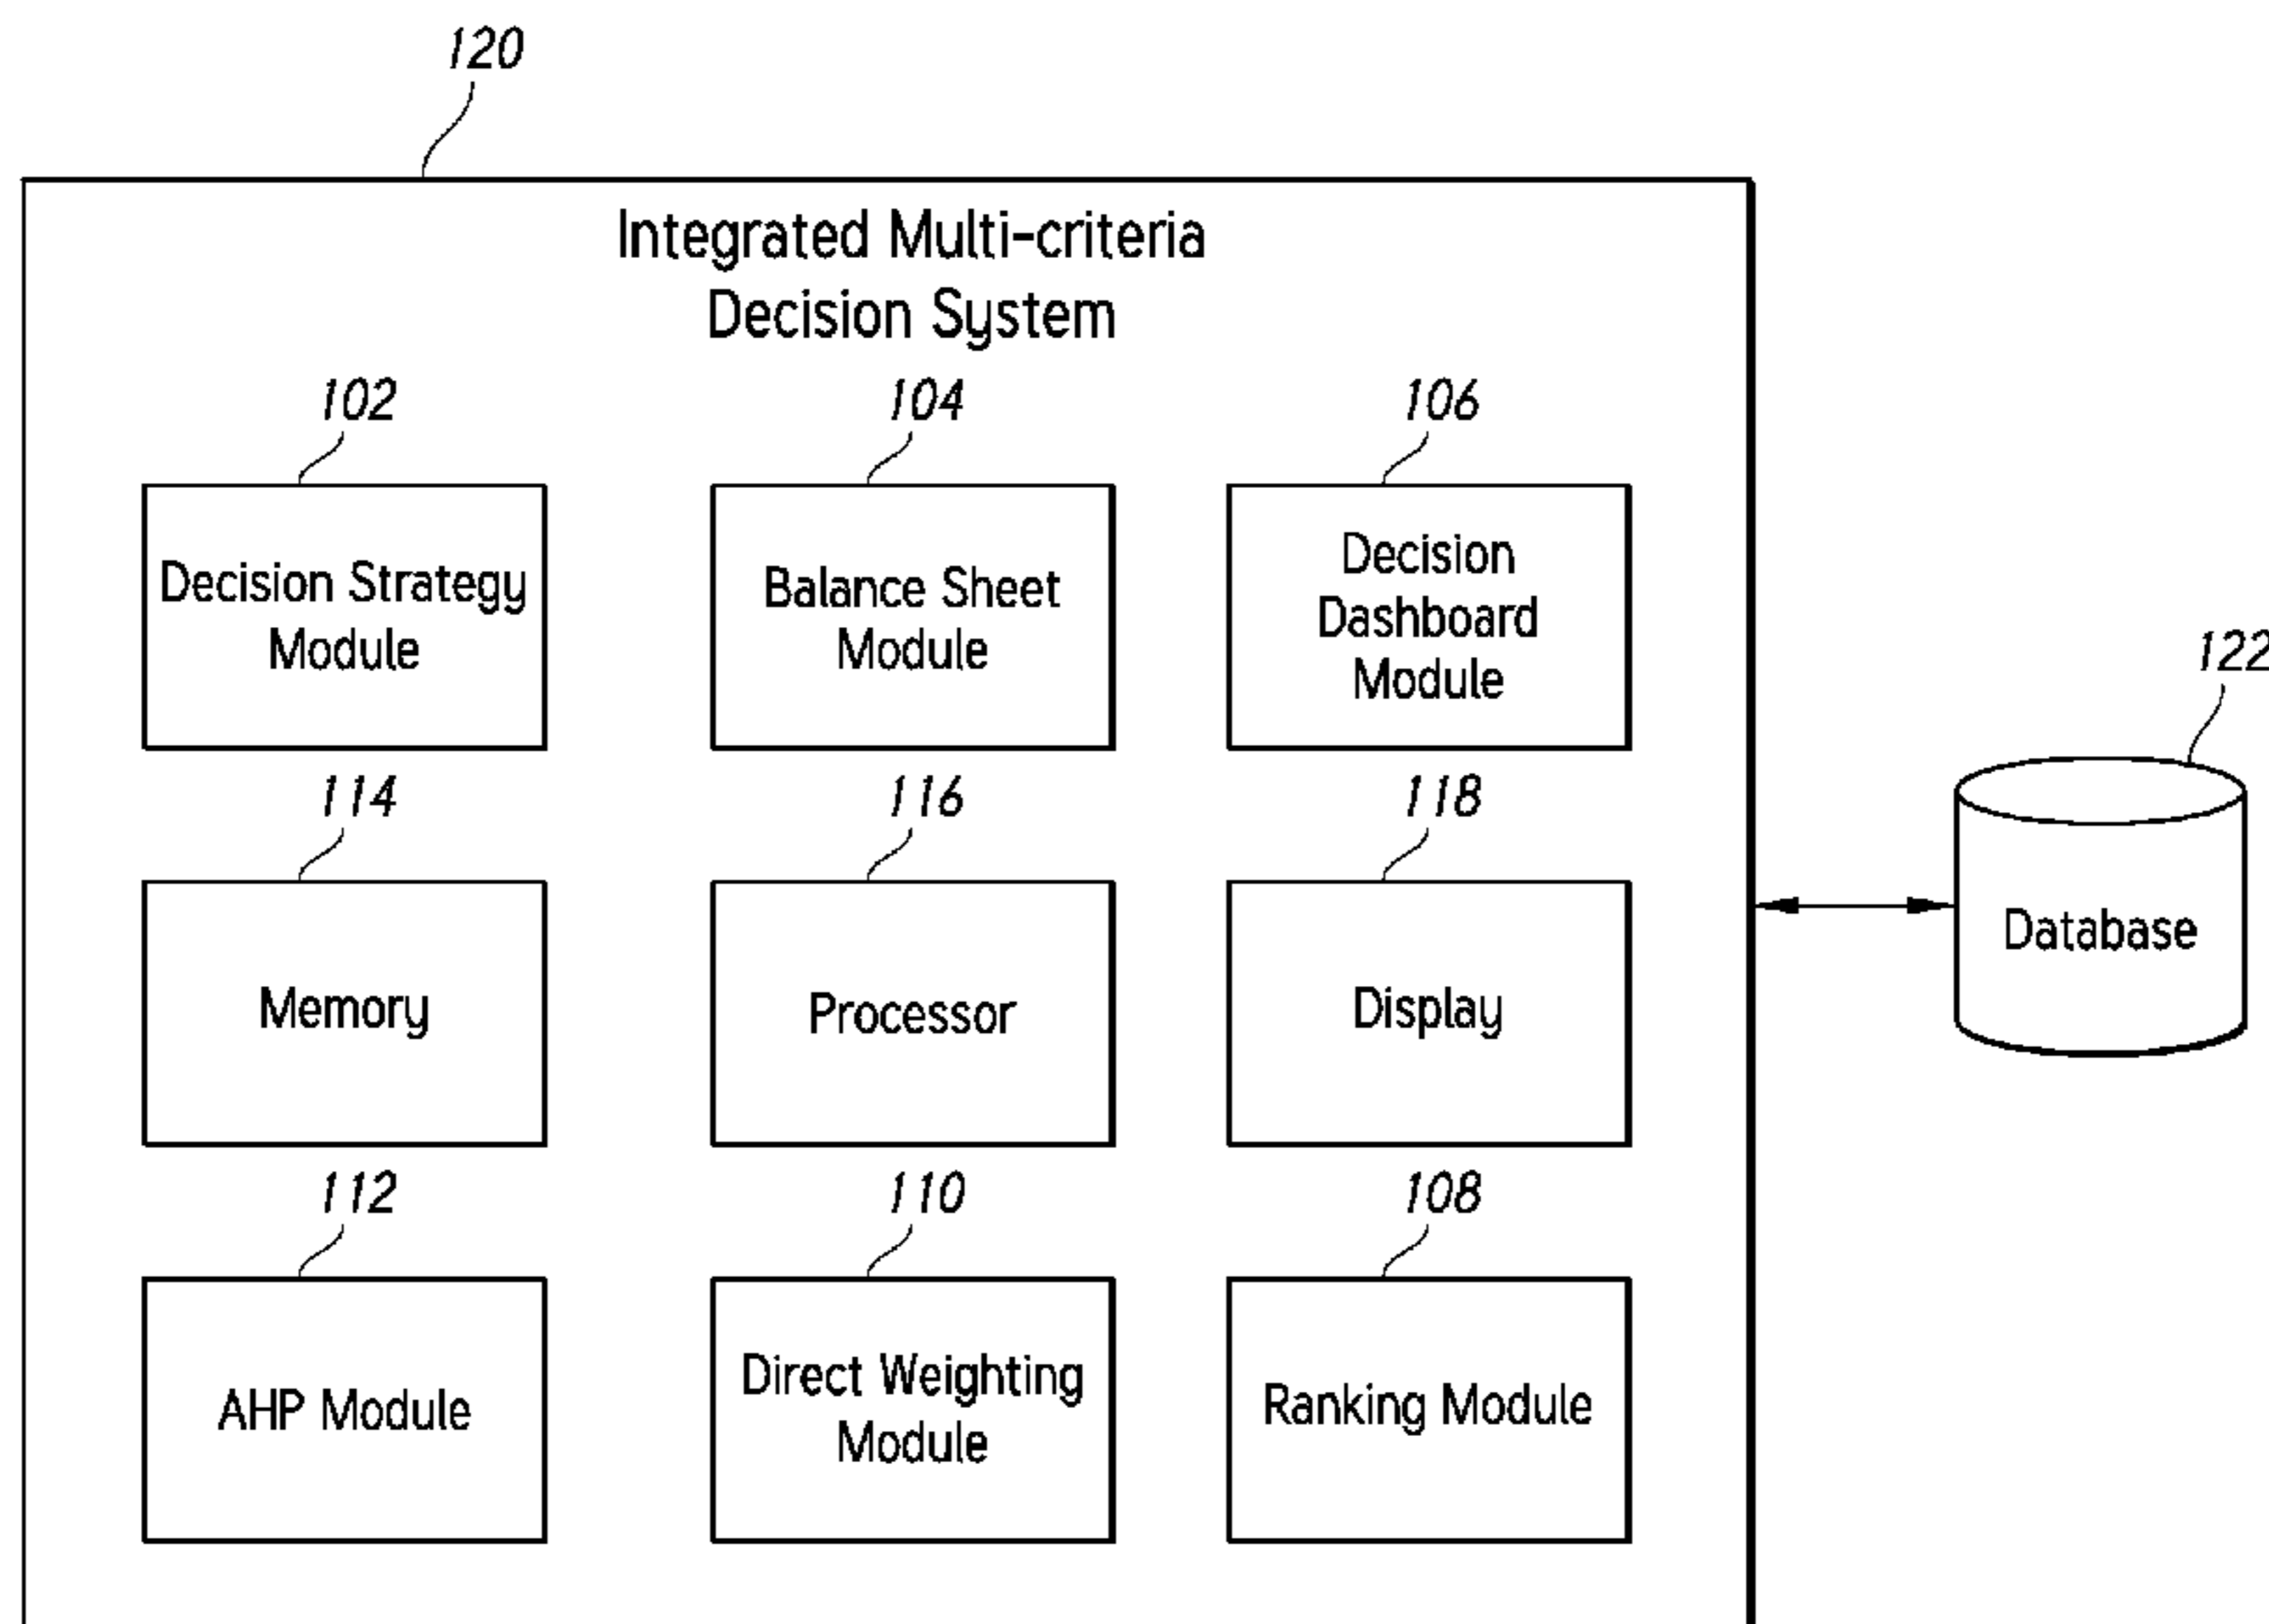 120
Integrated Multi-criteria
Decision System
102
104
106
Decision Strategy
Module
Balance Sheet
Module
Decision
Dashboard
Module
122
114
116
118
Memory
Processor
Display
Database
112
110
108
AHP Module
Direct Weighting
Module
Ranking Module